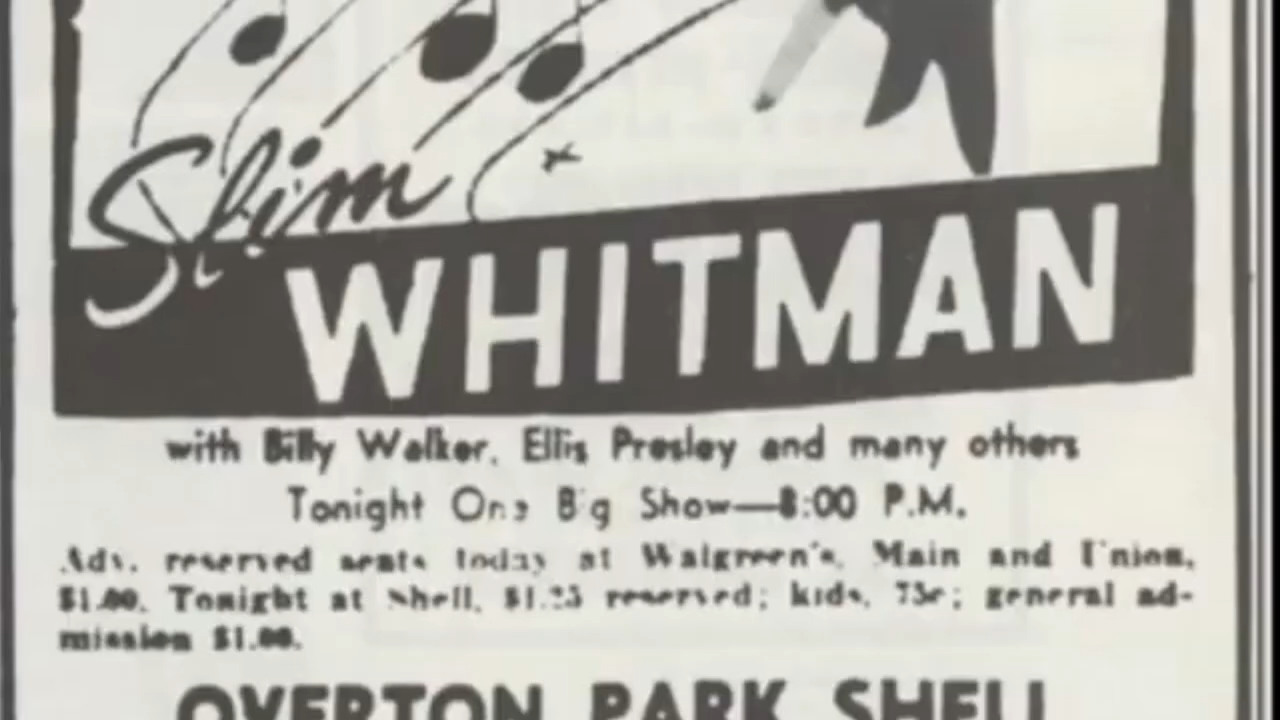 Slim
WHITMAN
with Billy Walker, Ellis Presley and many others
Tonight One Big Show—8:00 P.M.
Adv. reserved seats today at Walgreen's, Main and Union,
$1.00. Tonight at Shell, $1.25 reserved; kids, 75c; general ad-
mission $1.00.
OVERTON PARK SHELL